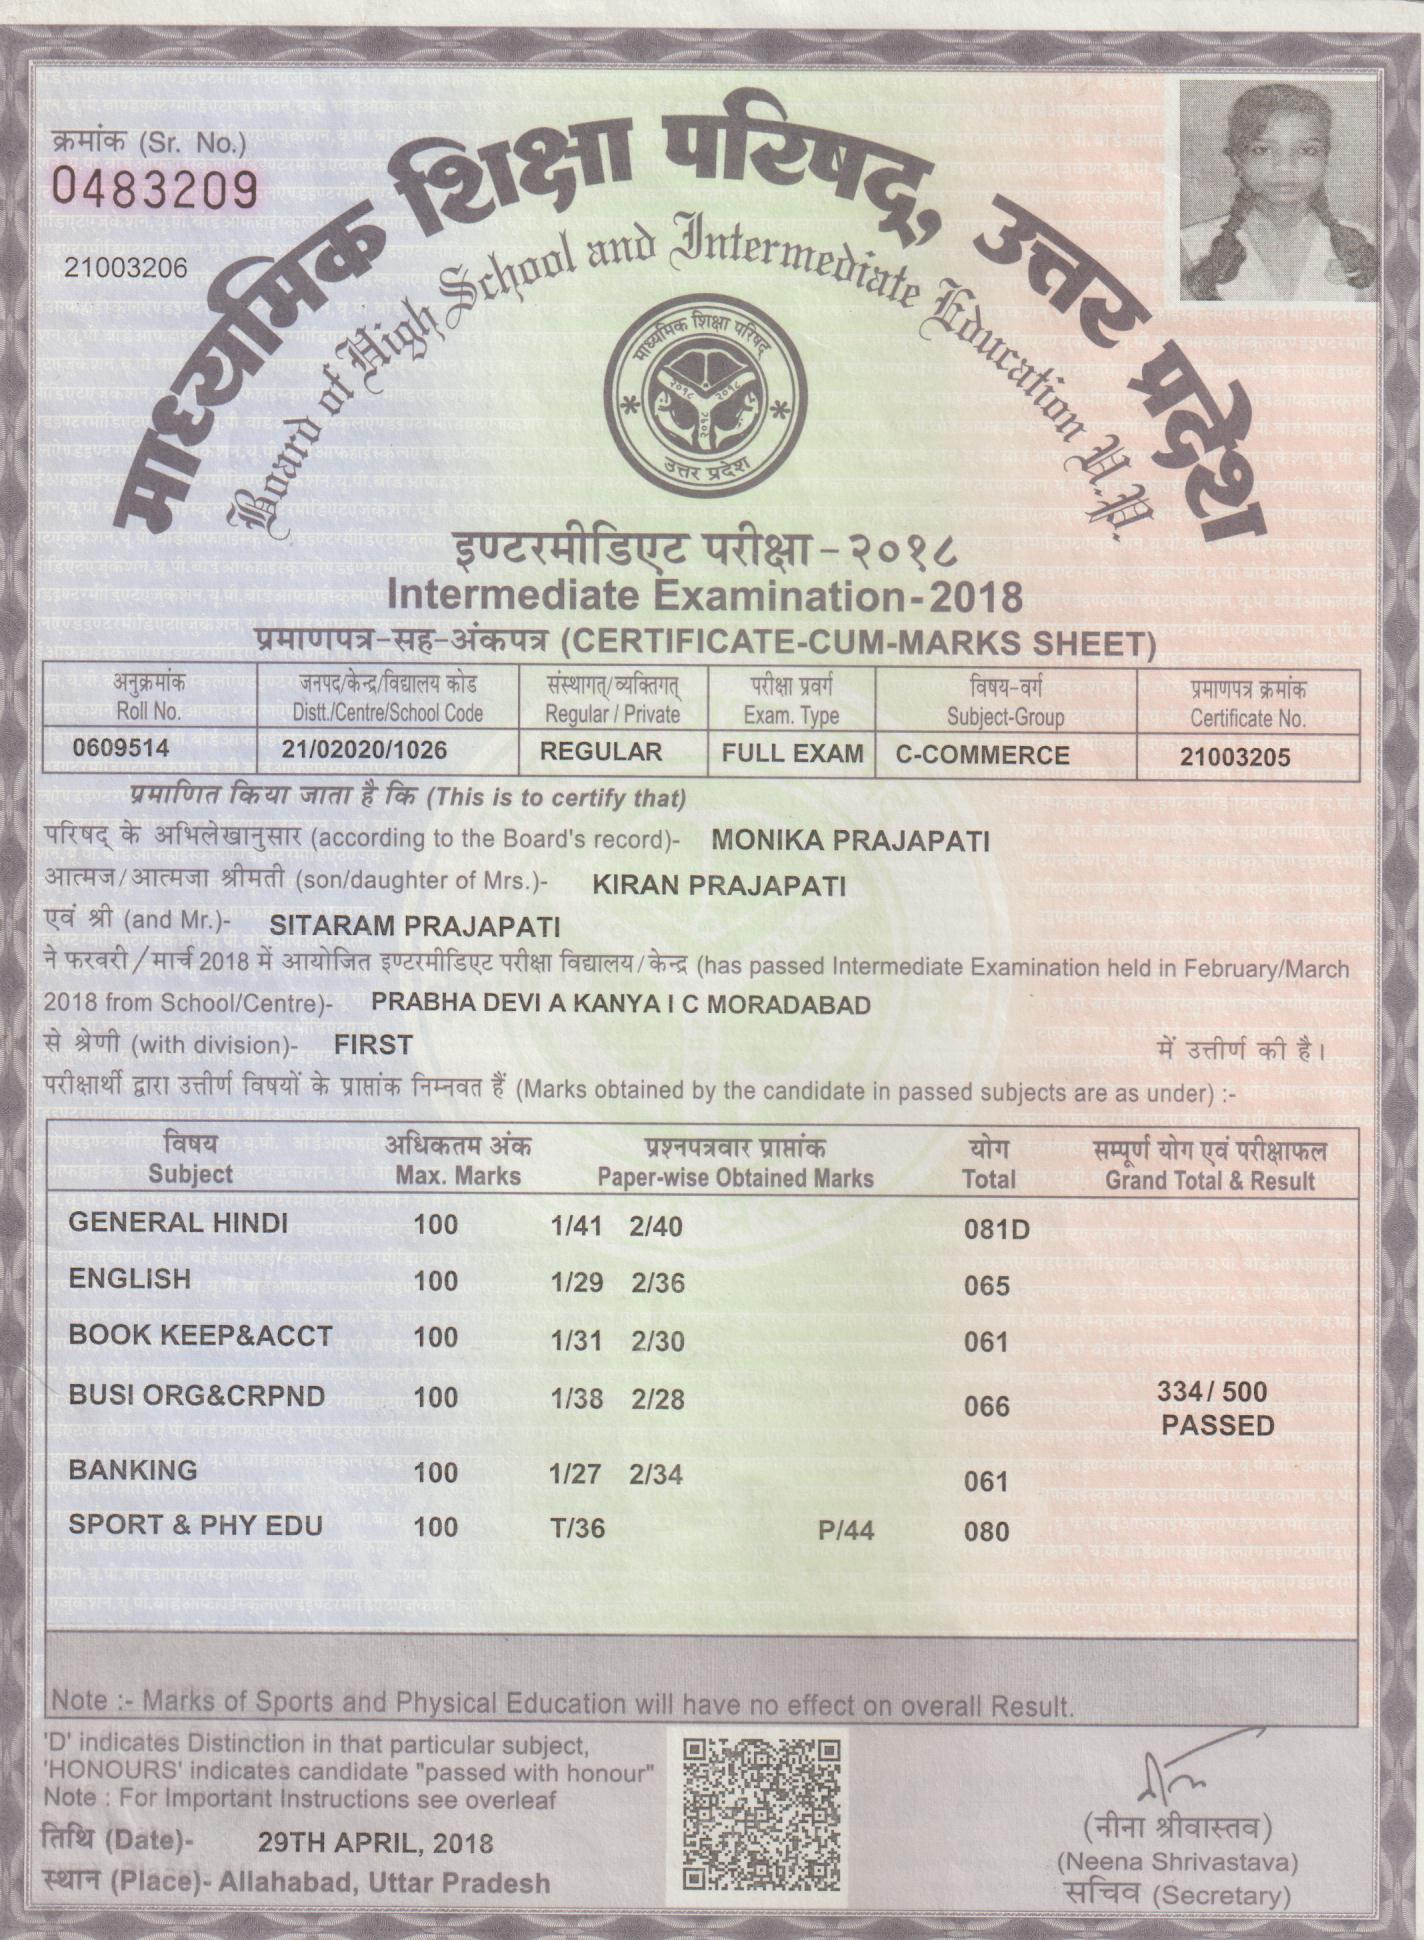 क्रमांक (Sr. No.)
0483209
21003206
माध्यमिक शिक्षा परिषद्, उत्तर प्रदेश
Board of High School and Intermediate Education U.P.
माध्यमिक शिक्षा परिषद्
२०१८ २०१८
२०१८
उत्तर प्रदेश
इण्टरमीडिएट परीक्षा - २०१८
Intermediate Examination - 2018
प्रमाणपत्र-सह-अंकपत्र (CERTIFICATE-CUM-MARKS SHEET)
अनुक्रमांक जनपद/केन्द्र/विद्यालय कोड संस्थागत्/व्यक्तिगत् परीक्षा प्रवर्ग विषय-वर्ग प्रमाणपत्र क्रमांक
Roll No. Distt./Centre/School Code Regular / Private Exam. Type Subject-Group Certificate No.
0609514 21/02020/1026 REGULAR FULL EXAM C-COMMERCE 21003205
प्रमाणित किया जाता है कि (This is to certify that)
परिषद् के अभिलेखानुसार (according to the Board's record)- MONIKA PRAJAPATI
आत्मज/आत्मजा श्रीमती (son/daughter of Mrs.)- KIRAN PRAJAPATI
एवं श्री (and Mr.)- SITARAM PRAJAPATI
ने फरवरी/मार्च 2018 में आयोजित इण्टरमीडिएट परीक्षा विद्यालय/केन्द्र (has passed Intermediate Examination held in February/March
2018 from School/Centre)- PRABHA DEVI A KANYA I C MORADABAD
से श्रेणी (with division)- FIRST में उत्तीर्ण की है।
परीक्षार्थी द्वारा उत्तीर्ण विषयों के प्राप्तांक निम्नवत हैं (Marks obtained by the candidate in passed subjects are as under) :-
विषय अधिकतम अंक प्रश्नपत्रवार प्राप्तांक योग सम्पूर्ण योग एवं परीक्षाफल
Subject Max. Marks Paper-wise Obtained Marks Total Grand Total & Result
GENERAL HINDI 100 1/41 2/40 081D
ENGLISH 100 1/29 2/36 065
BOOK KEEP&ACCT 100 1/31 2/30 061
BUSI ORG&CRPND 100 1/38 2/28 066 334/ 500
PASSED
BANKING 100 1/27 2/34 061
SPORT & PHY EDU 100 T/36 P/44 080
Note :- Marks of Sports and Physical Education will have no effect on overall Result.
'D' indicates Distinction in that particular subject,
'HONOURS' indicates candidate "passed with honour"
Note : For Important Instructions see overleaf
तिथि (Date)- 29TH APRIL, 2018
स्थान (Place)- Allahabad, Uttar Pradesh
(नीना श्रीवास्तव)
(Neena Shrivastava)
सचिव (Secretary)